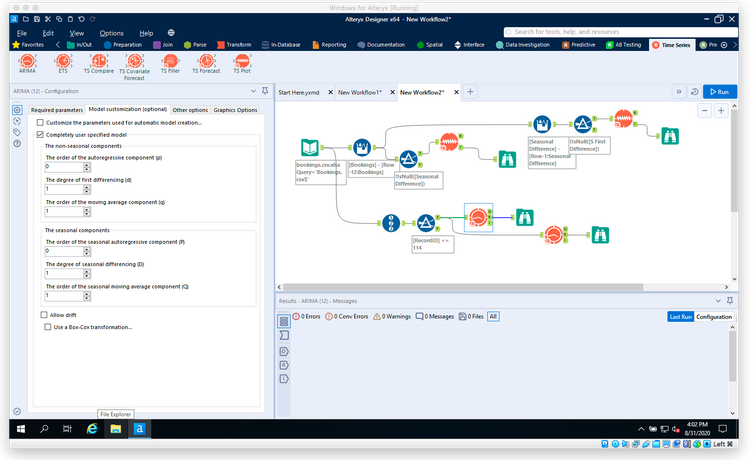 Windows for Alteryx [Running]
Alteryx Designer x64 - New Workflow2*
File Edit View Options Help
Search for tools, help, and resources...
Favorites In/Out Preparation Join Parse Transform In-Database Reporting Documentation Spatial Interface Data Investigation Predictive AB Testing Time Series Pre
ARIMA ETS TS Compare TS Covariate Forecast TS Filler TS Forecast TS Plot
ARIMA (12) - Configuration
Start Here.yxmd New Workflow1* New Workflow2*
Run
Required parameters Model customization (optional) Other options Graphics Options
Customize the parameters used for automatic model creation...
Completely user specified model
The non-seasonal components
The order of the autoregressive component (p)
0
The degree of first differencing (d)
1
The order of the moving average component (q)
1
The seasonal components
The order of the seasonal autoregressive component (P)
0
The degree of seasonal differencing (D)
1
The order of the seasonal moving average component (Q)
1
Allow drift
Use a Box-Cox transformation...
bookings.csv.xlsx
Query=`Bookings.
csv$`
[Bookings] - [Row
-12:Bookings]
!IsNull([Seasonal
Difference])
[Seasonal
Difference] -
[Row-1:Seasonal
Difference]
!IsNull([S First
Difference])
[RecordID] <=
114
Results - ARIMA (12) - Messages
0 Errors 0 Conv Errors 0 Warnings 0 Messages 0 Files All
Last Run Configuration
File Explorer
4:02 PM
8/31/2020
Left ⌘